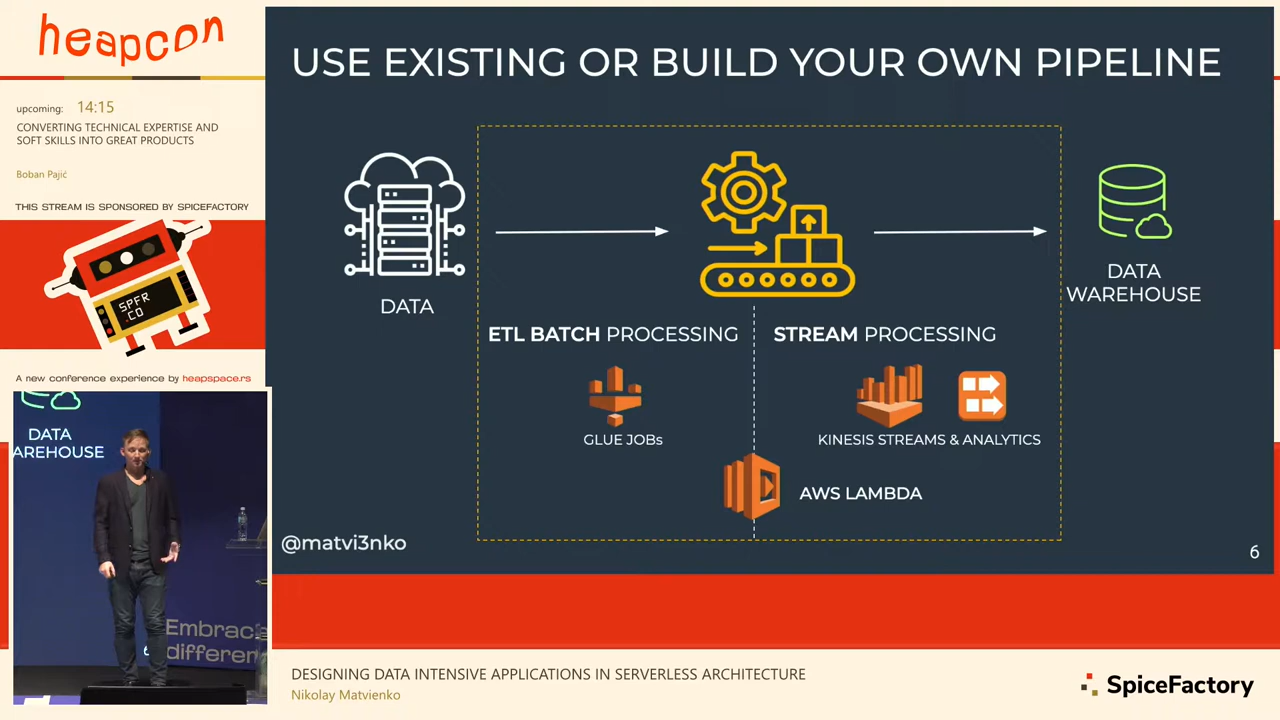 heapcon
upcoming: 14:15
CONVERTING TECHNICAL EXPERTISE AND
SOFT SKILLS INTO GREAT PRODUCTS
Boban Pajić
THIS STREAM IS SPONSORED BY SPICEFACTORY
SPFR
.CO
A new conference experience by heapspace.rs
DATA
AREHOUSE
Embrac
differen
USE EXISTING OR BUILD YOUR OWN PIPELINE
DATA
DATA
WAREHOUSE
ETL BATCH PROCESSING
STREAM PROCESSING
GLUE JOBs
KINESIS STREAMS & ANALYTICS
AWS LAMBDA
@matvi3nko
6
DESIGNING DATA INTENSIVE APPLICATIONS IN SERVERLESS ARCHITECTURE
Nikolay Matvienko
SpiceFactory